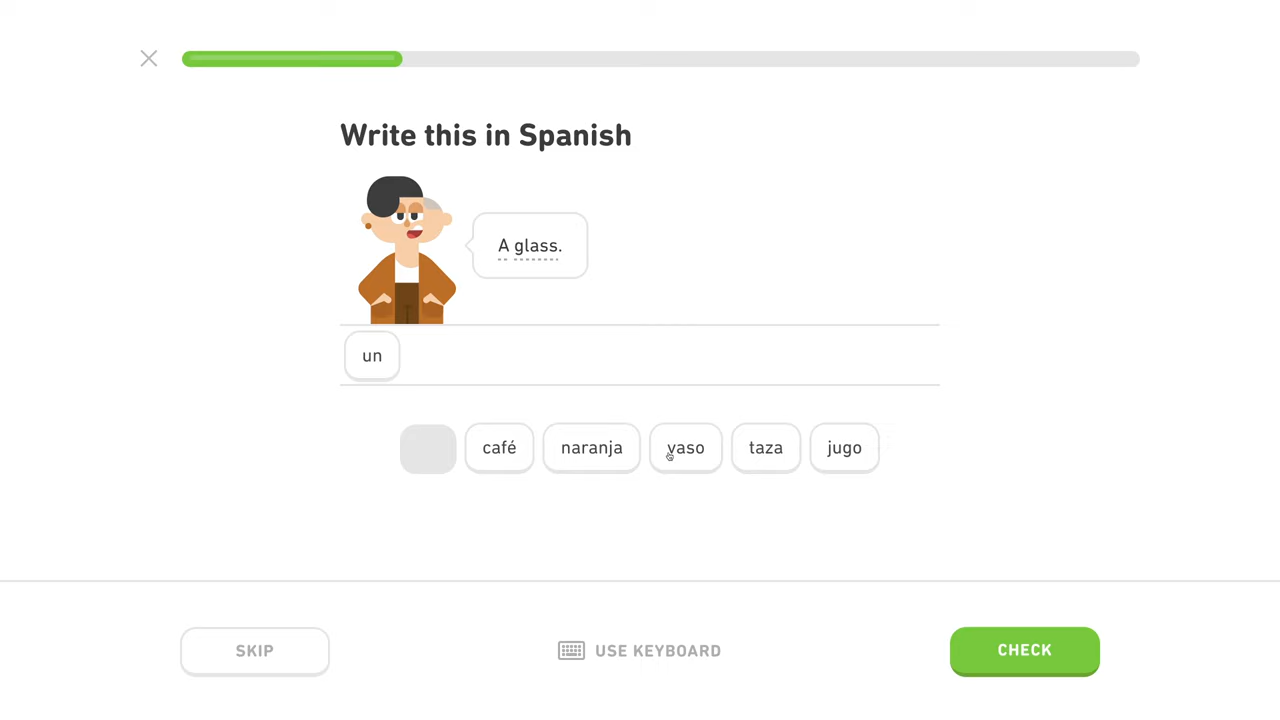 Write this in Spanish
A glass.
un
café naranja vaso taza jugo
SKIP USE KEYBOARD CHECK